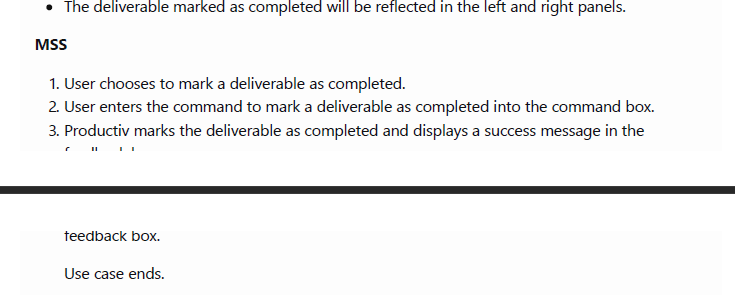 • The deliverable marked as completed will be reflected in the left and right panels.
MSS
1. User chooses to mark a deliverable as completed.
2. User enters the command to mark a deliverable as completed into the command box.
3. Productiv marks the deliverable as completed and displays a success message in the
feedback box.
Use case ends.